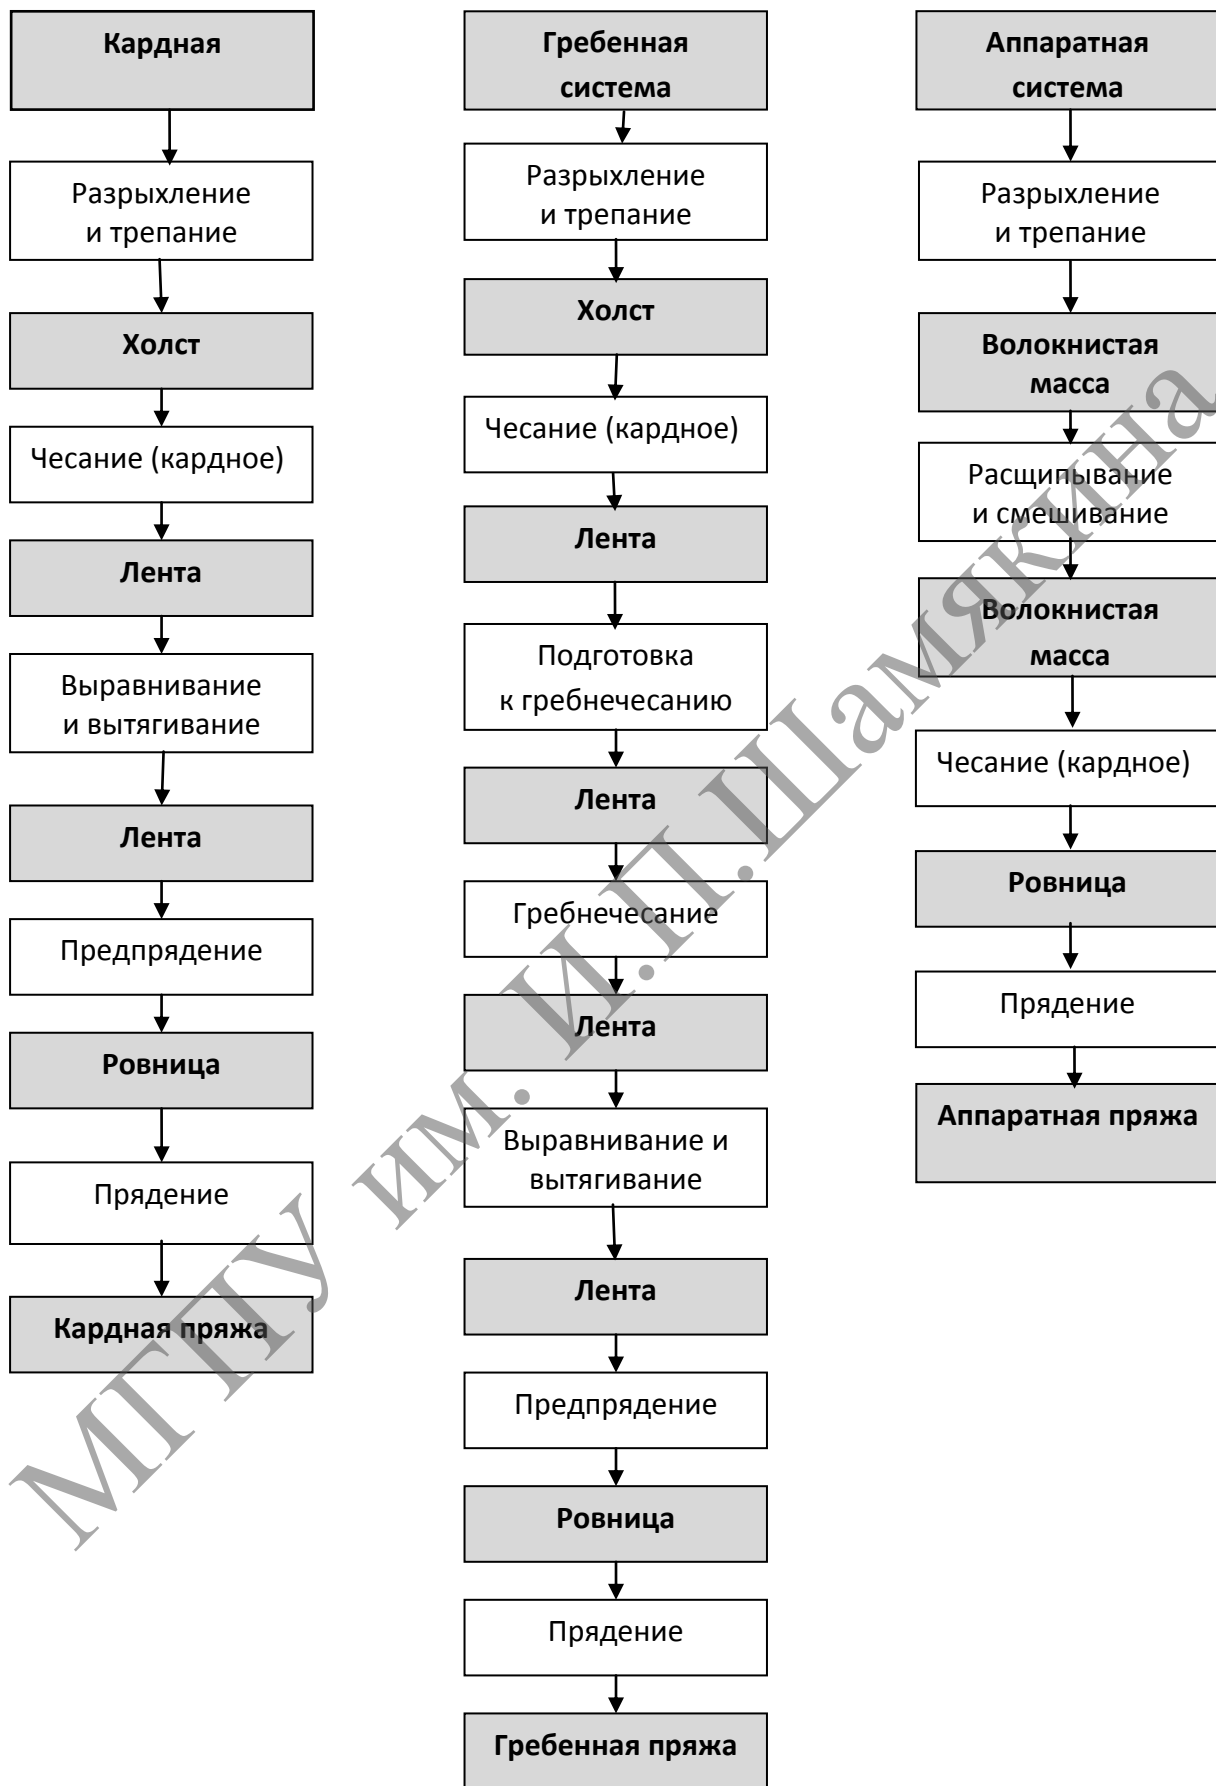 Кардная
Разрыхление
и трепание
Холст
Чесание (кардное)
Лента
Выравнивание
и вытягивание
Лента
Предпрядение
Ровница
Прядение
Кардная пряжа
Гребенная
система
Разрыхление
и трепание
Холст
Чесание (кардное)
Лента
Подготовка
к гребнечесанию
Лента
Гребнечесание
Лента
Выравнивание и
вытягивание
Лента
Предпрядение
Ровница
Прядение
Гребенная пряжа
Аппаратная
система
Разрыхление
и трепание
Волокнистая
масса
Расщипывание
и смешивание
Волокнистая
масса
Чесание (кардное)
Ровница
Прядение
Аппаратная пряжа
МГПУ им. И.П.Шамякина